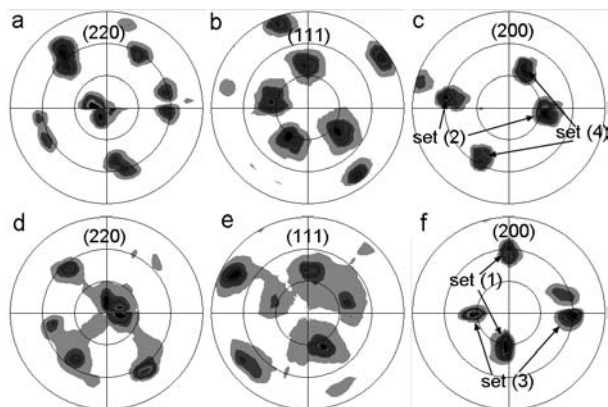 a
(220)
b
(111)
c
(200)
set (2)
set (4)
d
(220)
e
(111)
f
(200)
set (1)
set (3)